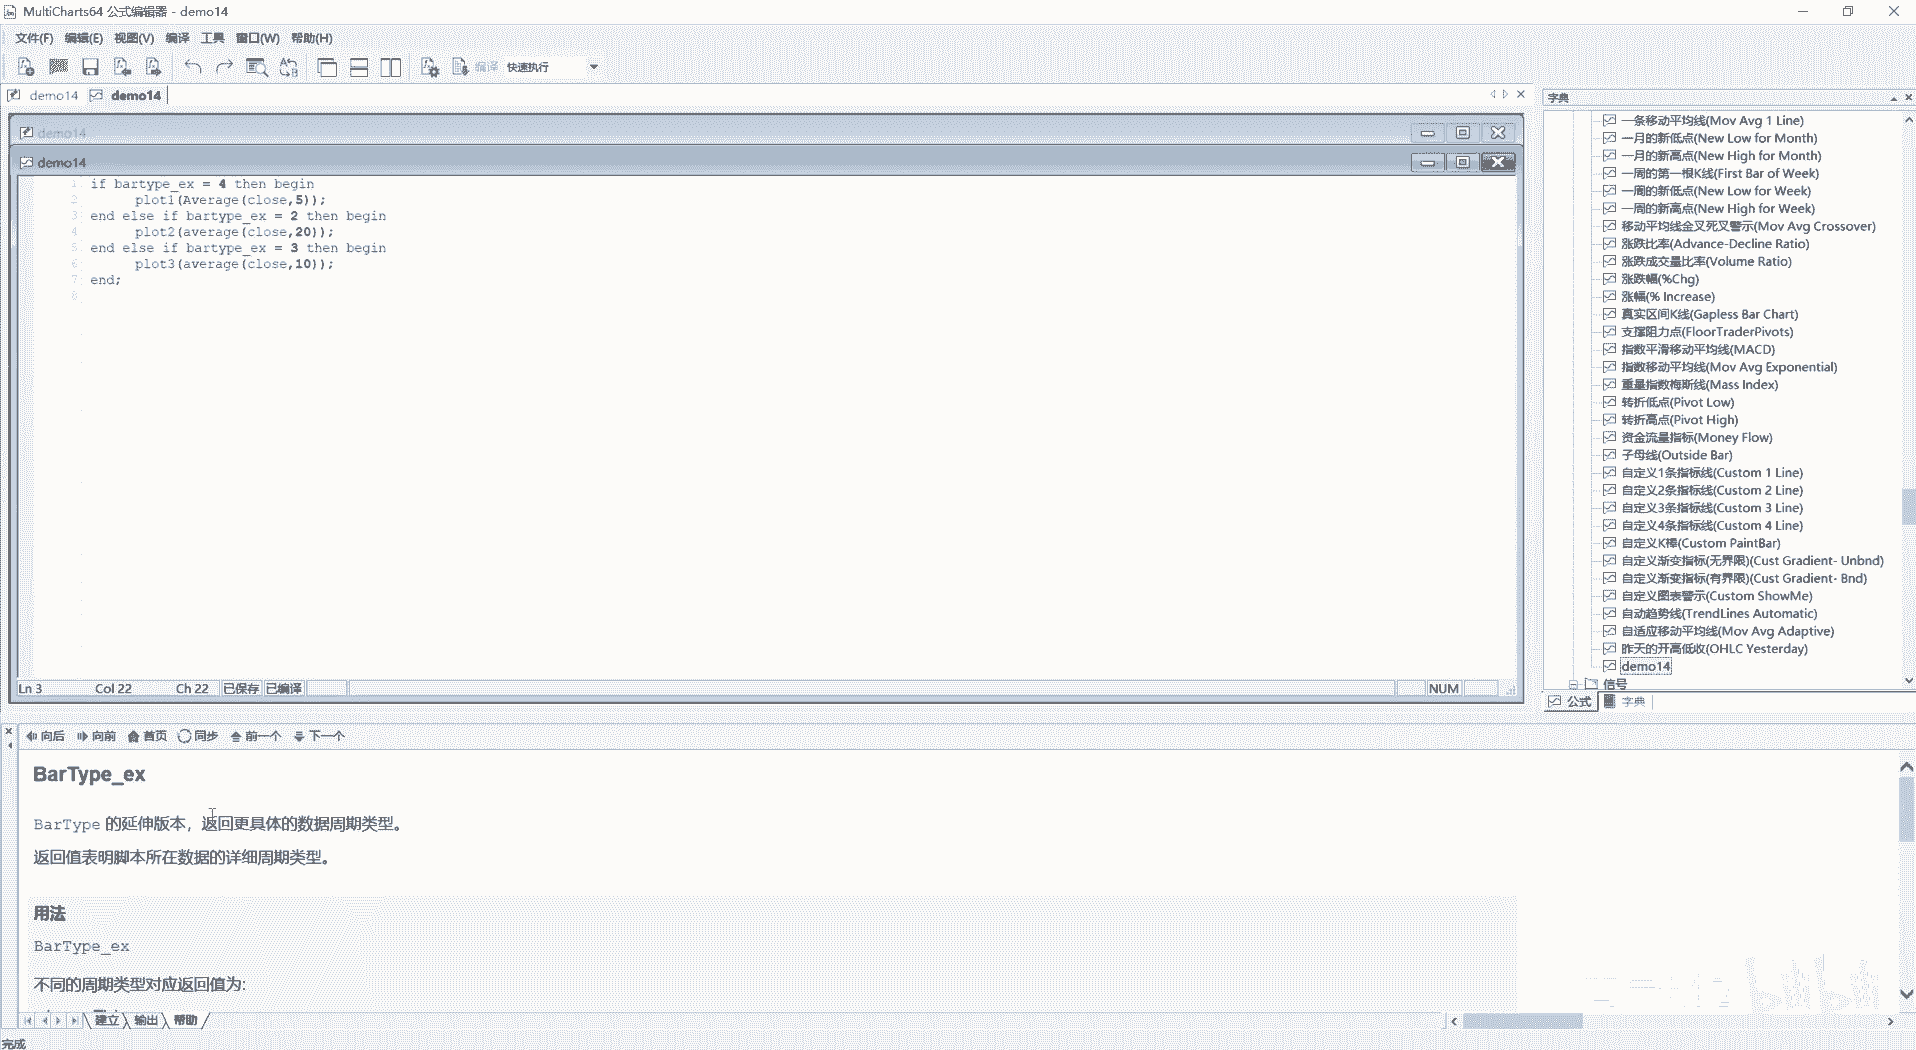 MultiCharts64 公式编辑器 - demo14
文件(F) 编辑(E) 视图(V) 编译 工具 窗口(W) 帮助(H)
编译 快速执行
demo14 demo14
demo14
demo14
1 if bartype_ex = 4 then begin
2 plot1(Average(close,5));
3 end else if bartype_ex = 2 then begin
4 plot2(average(close,20));
5 end else if bartype_ex = 3 then begin
6 plot3(average(close,10));
7 end;
8
Ln 3 Col 22 Ch 22 已保存 已编译 NUM
字典
一条移动平均线(Mov Avg 1 Line)
一月的新低点(New Low for Month)
一月的新高点(New High for Month)
一周的第一根K线(First Bar of Week)
一周的新低点(New Low for Week)
一周的新高点(New High for Week)
移动平均线金叉死叉警示(Mov Avg Crossover)
涨跌比率(Advance-Decline Ratio)
涨跌成交量比率(Volume Ratio)
涨跌幅(%Chg)
涨幅(% Increase)
真实区间K线(Gapless Bar Chart)
支撑阻力点(FloorTraderPivots)
指数平滑移动平均线(MACD)
指数移动平均线(Mov Avg Exponential)
重量指数梅斯线(Mass Index)
转折低点(Pivot Low)
转折高点(Pivot High)
资金流量指标(Money Flow)
子母线(Outside Bar)
自定义1条指标线(Custom 1 Line)
自定义2条指标线(Custom 2 Line)
自定义3条指标线(Custom 3 Line)
自定义4条指标线(Custom 4 Line)
自定义K棒(Custom PaintBar)
自定义渐变指标(无界限)(Cust Gradient- Unbnd)
自定义渐变指标(有界限)(Cust Gradient- Bnd)
自定义图表警示(Custom ShowMe)
自动趋势线(TrendLines Automatic)
自适应移动平均线(Mov Avg Adaptive)
昨天的开高低收(OHLC Yesterday)
demo14
信号
公式 字典
向后 向前 首页 同步 前一个 下一个
BarType_ex
BarType 的延伸版本，返回更具体的数据周期类型。
返回值表明脚本所在数据的详细周期类型。
用法
BarType_ex
不同的周期类型对应返回值为:
建立 输出 帮助
完成
bilibili